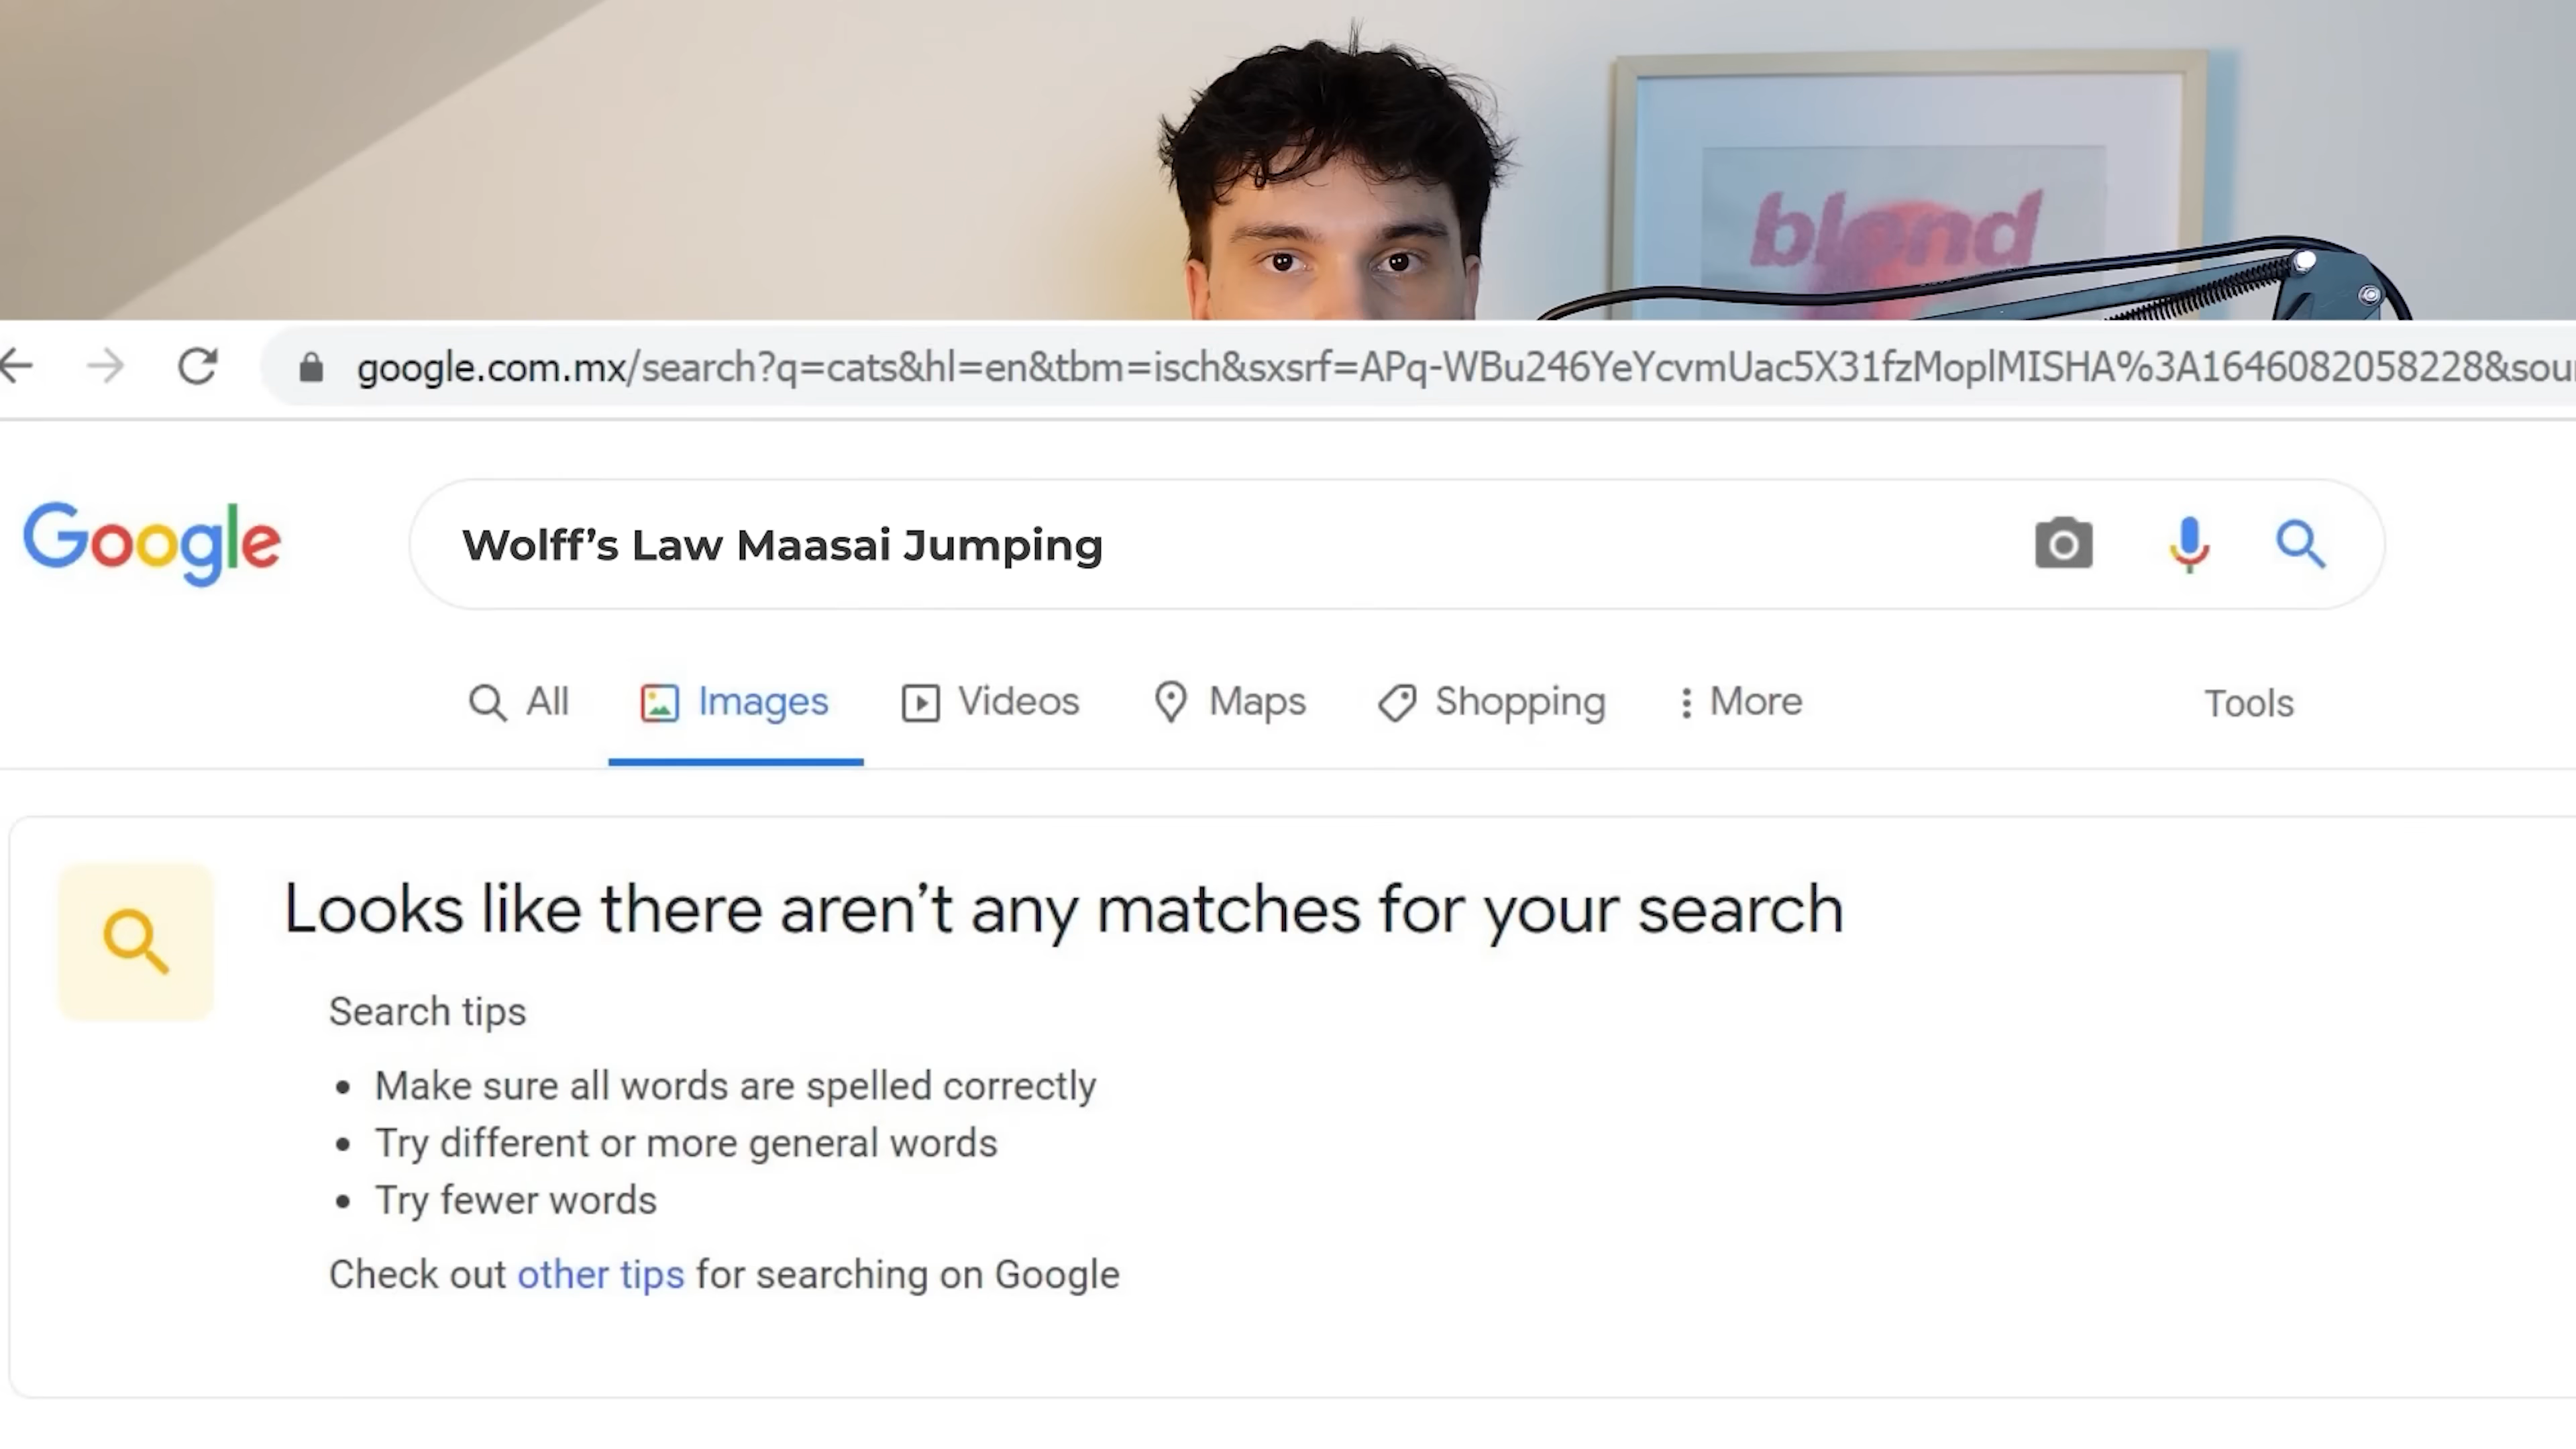 blond
google.com.mx/search?q=cats&hl=en&tbm=isch&sxsrf=APq-WBu246YeYcvmUac5X31fzMoplMISHA%3A1646082058228&sou
Google
Wolff’s Law Maasai Jumping
All Images Videos Maps Shopping More Tools
Looks like there aren’t any matches for your search
Search tips
• Make sure all words are spelled correctly
• Try different or more general words
• Try fewer words
Check out other tips for searching on Google